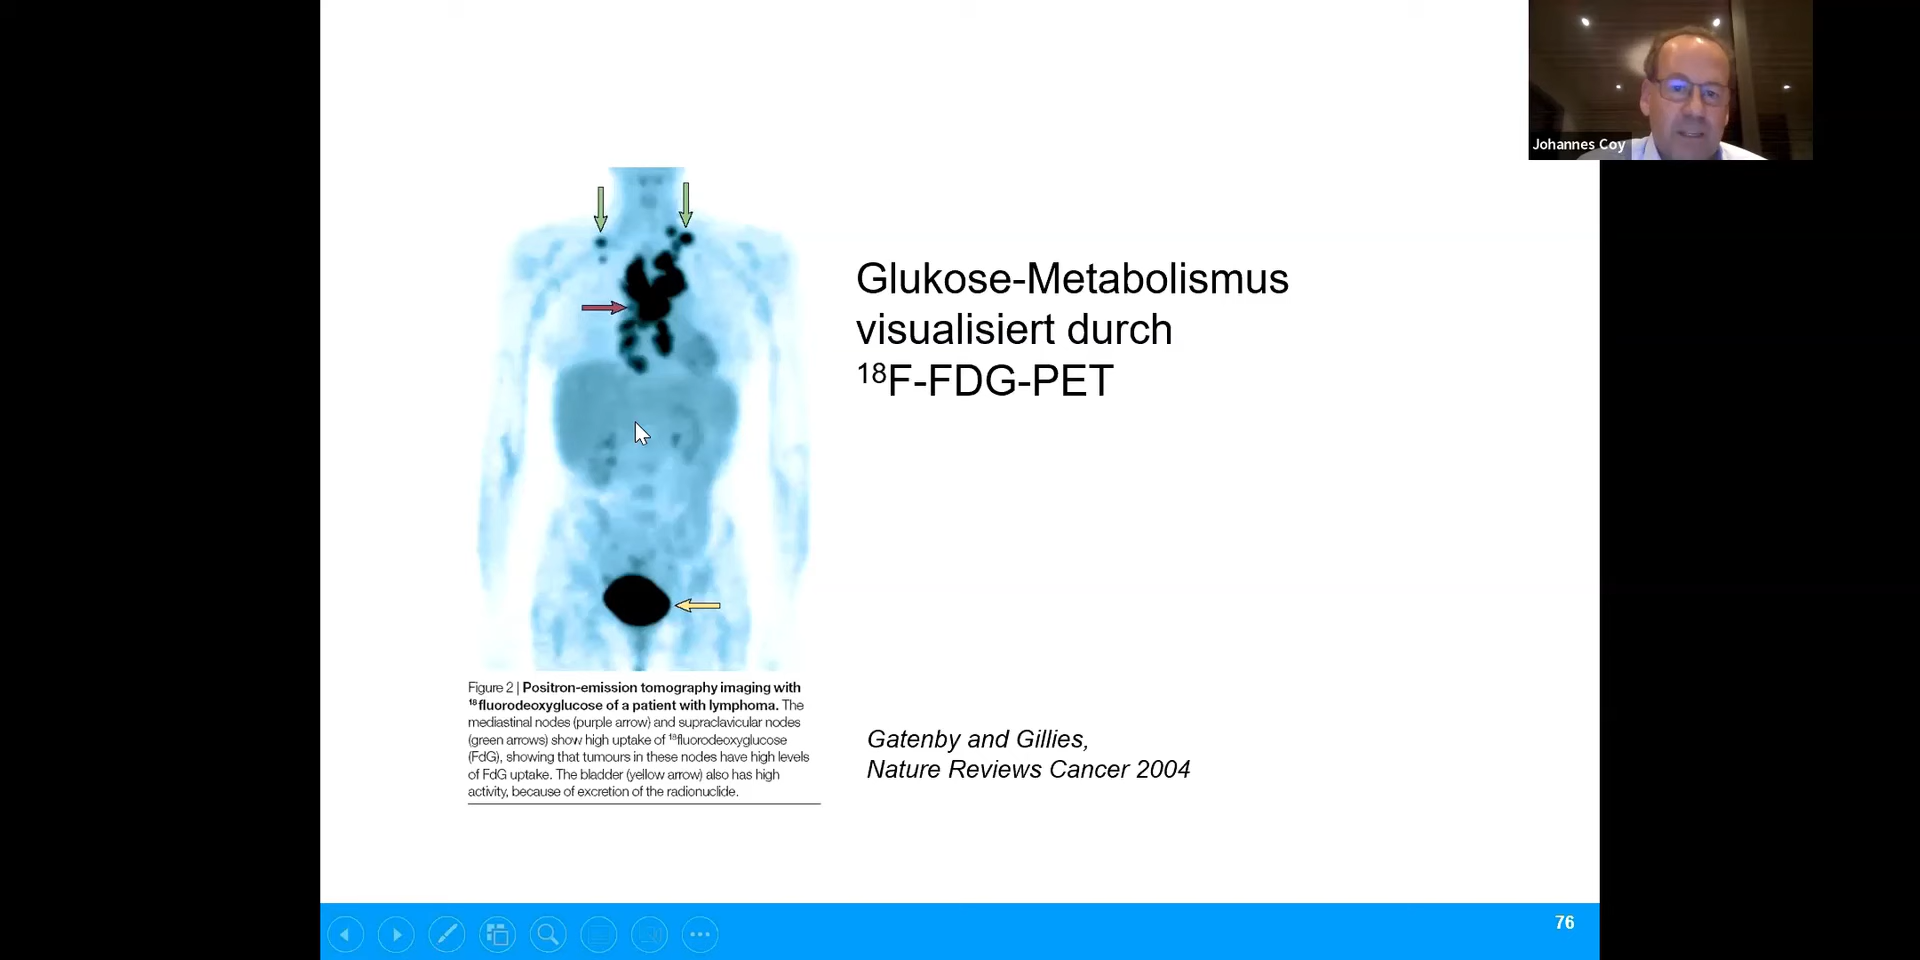 Johannes Coy
Glukose-Metabolismus
visualisiert durch
¹⁸F-FDG-PET
Figure 2 | Positron-emission tomography imaging with
¹⁸fluorodeoxyglucose of a patient with lymphoma. The
mediastinal nodes (purple arrow) and supraclavicular nodes
(green arrows) show high uptake of ¹⁸fluorodeoxyglucose
(FdG), showing that tumours in these nodes have high levels
of FdG uptake. The bladder (yellow arrow) also has high
activity, because of excretion of the radionuclide.
Gatenby and Gillies,
Nature Reviews Cancer 2004
76